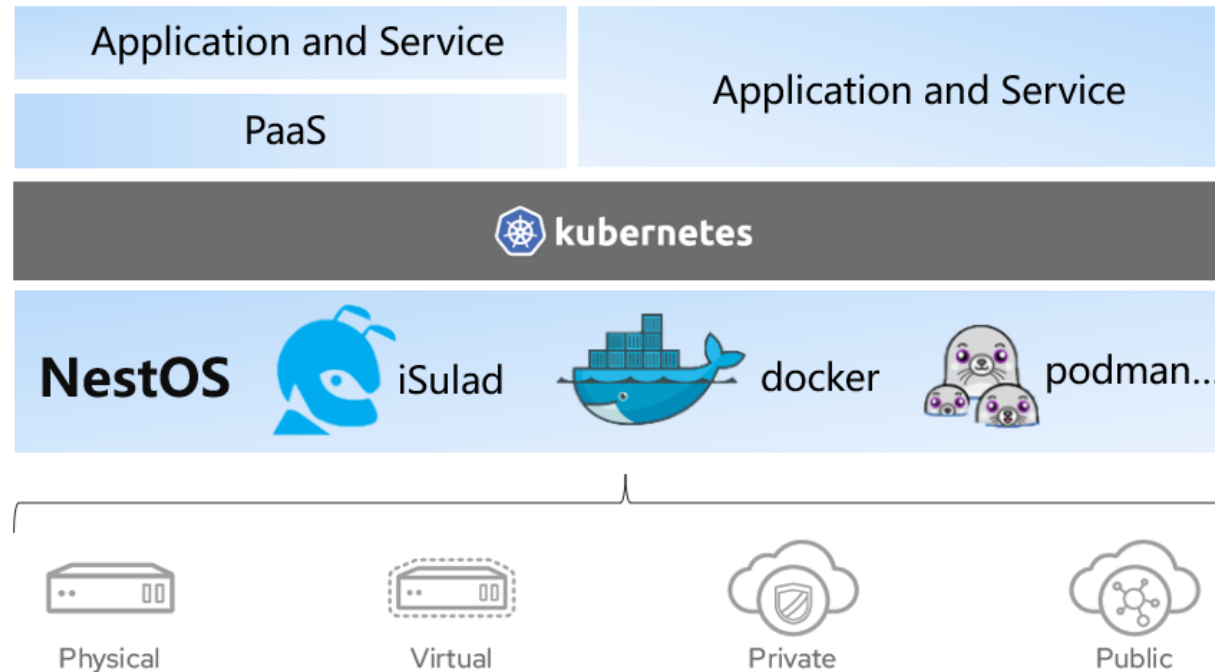 Application and Service
Application and Service
PaaS
kubernetes
NestOS
iSulad
docker
podman...
Physical
Virtual
Private
Public